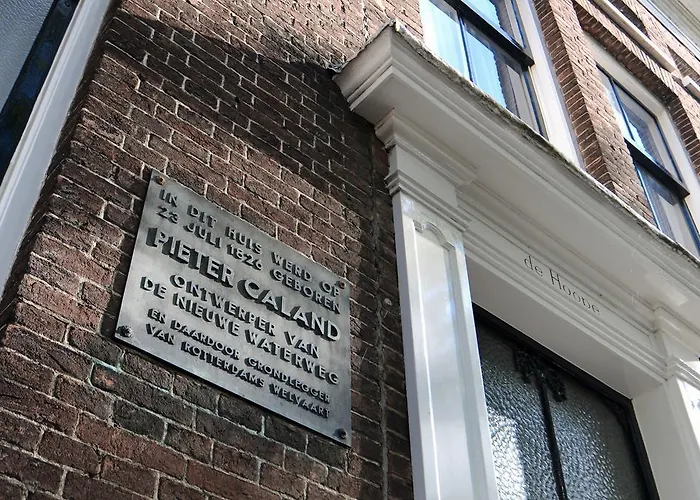 IN DIT HUIS WERD OP
23 JULI 1826 GEBOREN
PIETER CALAND
ONTWERPER VAN
DE NIEUWE WATERWEG
EN DAARDOOR GRONDLEGGER
VAN ROTTERDAMS WELVAART
de Hoope